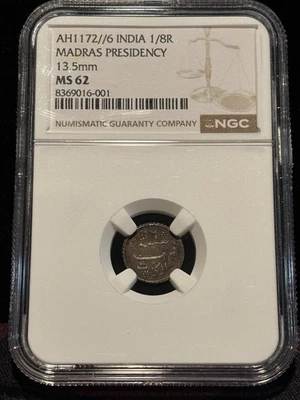 AH1172//6 INDIA 1/8R
MADRAS PRESIDENCY
13.5mm
MS 62
8369016-001
NUMISMATIC GUARANTY COMPANY NGC